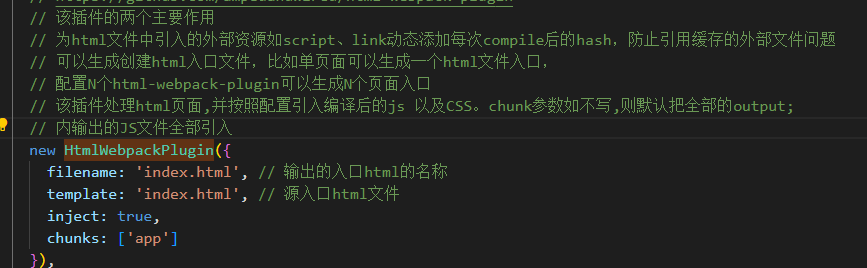 // 该插件的两个主要作用
// 为html文件中引入的外部资源如script、link动态添加每次compile后的hash，防止引用缓存的外部文件问题
// 可以生成创建html入口文件，比如单页面可以生成一个html文件入口，
// 配置N个html-webpack-plugin可以生成N个页面入口
// 该插件处理html页面,并按照配置引入编译后的js 以及CSS。chunk参数如不写,则默认把全部的output;
// 内输出的JS文件全部引入
new HtmlWebpackPlugin({
filename: 'index.html', // 输出的入口html的名称
template: 'index.html', // 源入口html文件
inject: true,
chunks: ['app']
}),